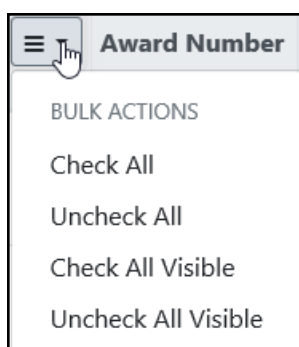 Award Number
BULK ACTIONS
Check All
Uncheck All
Check All Visible
Uncheck All Visible